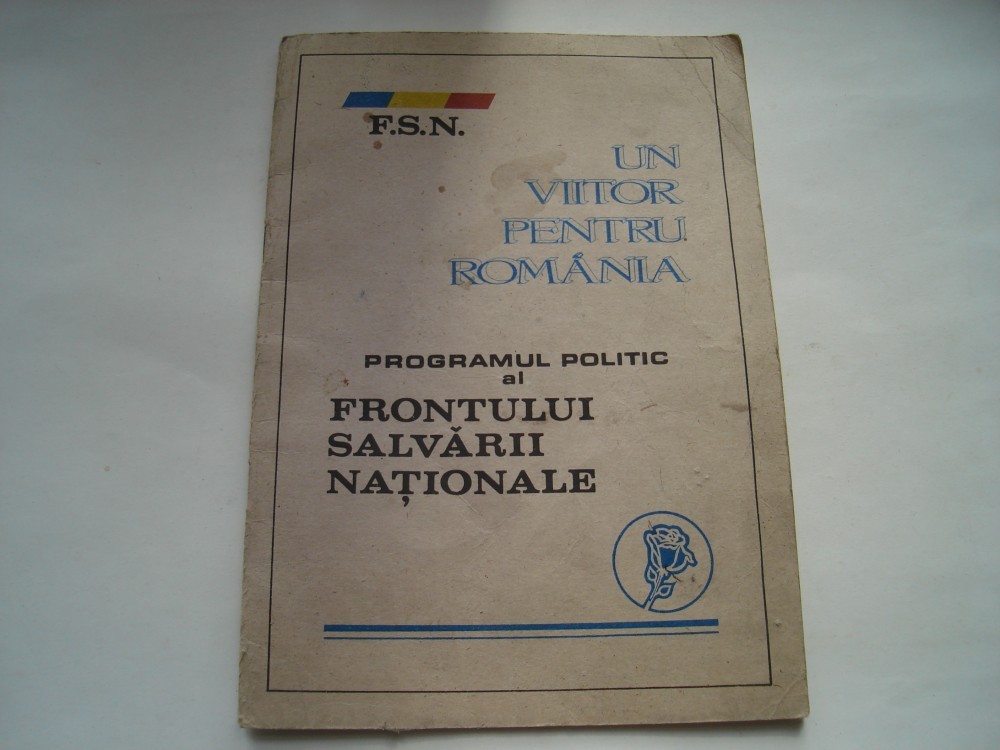 F.S.N.
UN
VIITOR
PENTRU
ROMÂNIA
PROGRAMUL POLITIC
al
FRONTULUI
SALVĂRII
NAȚIONALE